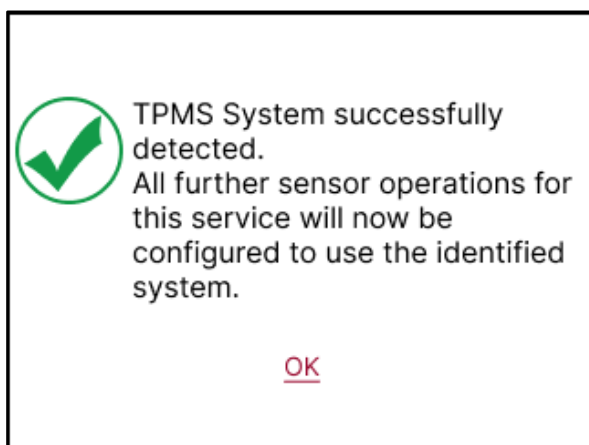 TPMS System successfully
detected.
All further sensor operations for
this service will now be
configured to use the identified
system.
OK